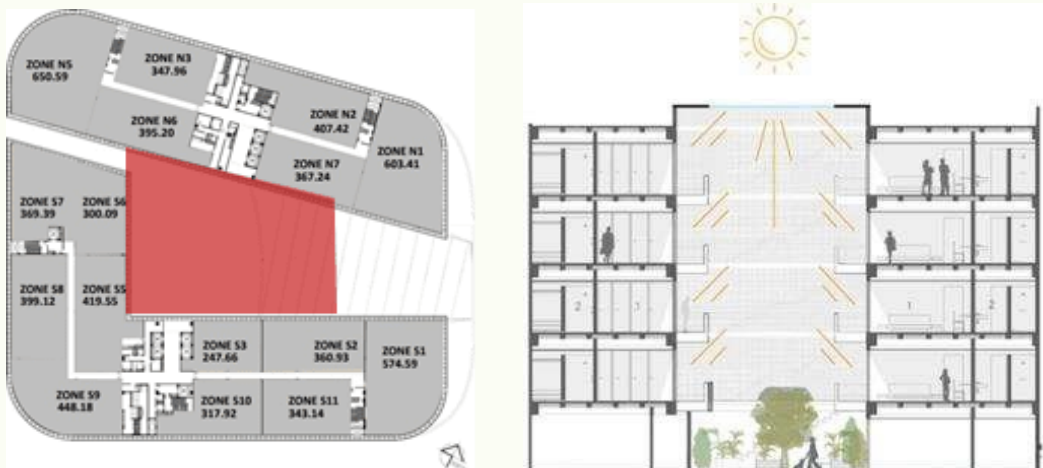 ZONE N5
650.59
ZONE N3
347.96
ZONE N6
395.20
ZONE N2
407.42
ZONE N1
603.41
ZONE N7
367.24
ZONE S7
369.39
ZONE S6
300.09
ZONE S8
399.12
ZONE S5
419.55
ZONE S3
247.66
ZONE S2
360.93
ZONE S1
574.59
ZONE S9
448.18
ZONE S10
317.92
ZONE S11
343.14
2
1
1
2